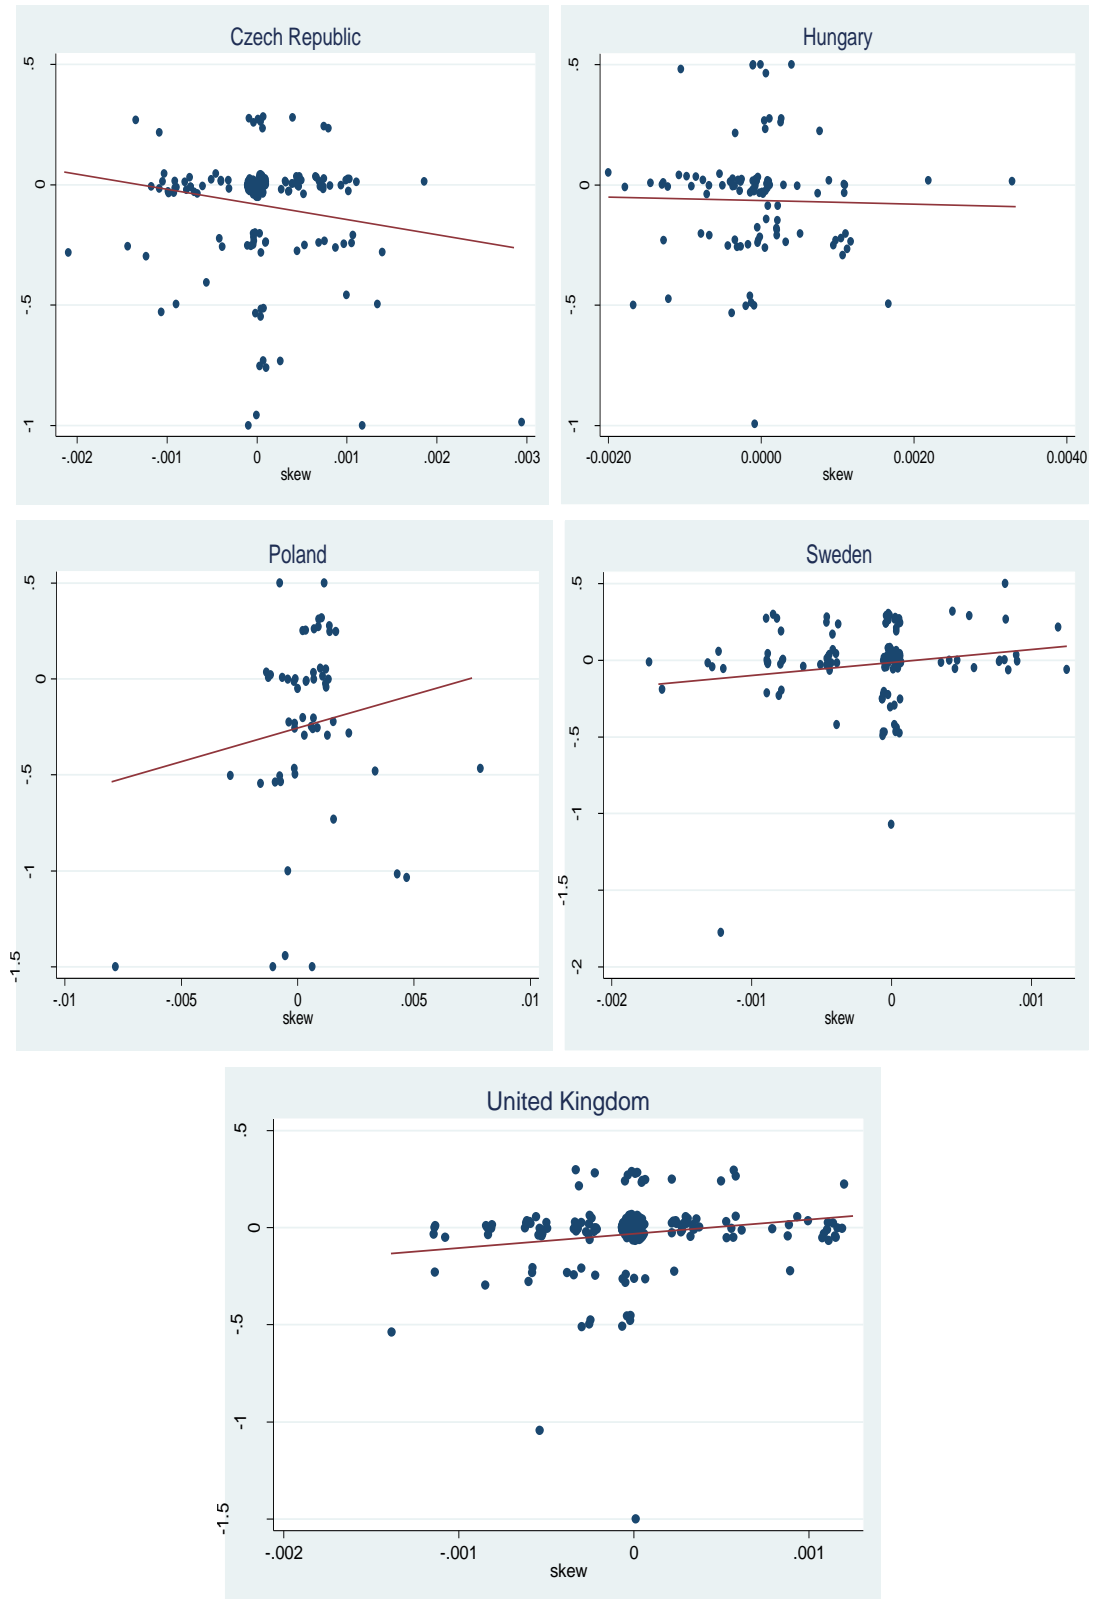 Czech Republic
.5
0
-.5
-1
-.002 -.001 0 .001 .002 .003
skew
Hungary
.5
0
-.5
-1
-0.0020 0.0000 0.0020 0.0040
skew
Poland
.5
0
-.5
-1
-1.5
-.01 -.005 0 .005 .01
skew
Sweden
.5
0
-.5
-1
-1.5
-2
-.002 -.001 0 .001
skew
United Kingdom
.5
0
-.5
-1
-1.5
-.002 -.001 0 .001
skew